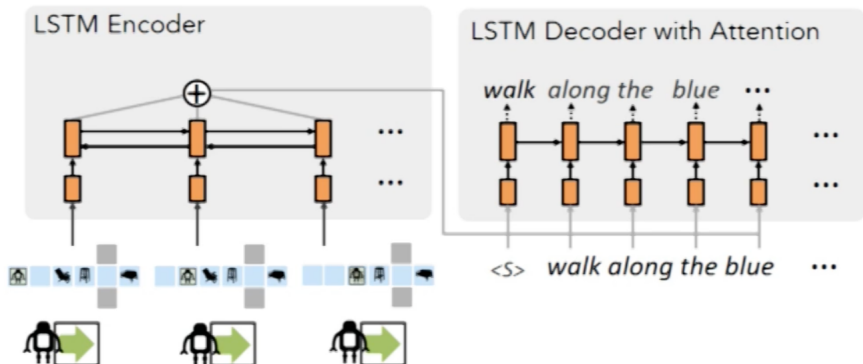 LSTM Encoder
...
...
LSTM Decoder with Attention
walk along the blue ...
...
...
<S> walk along the blue ...